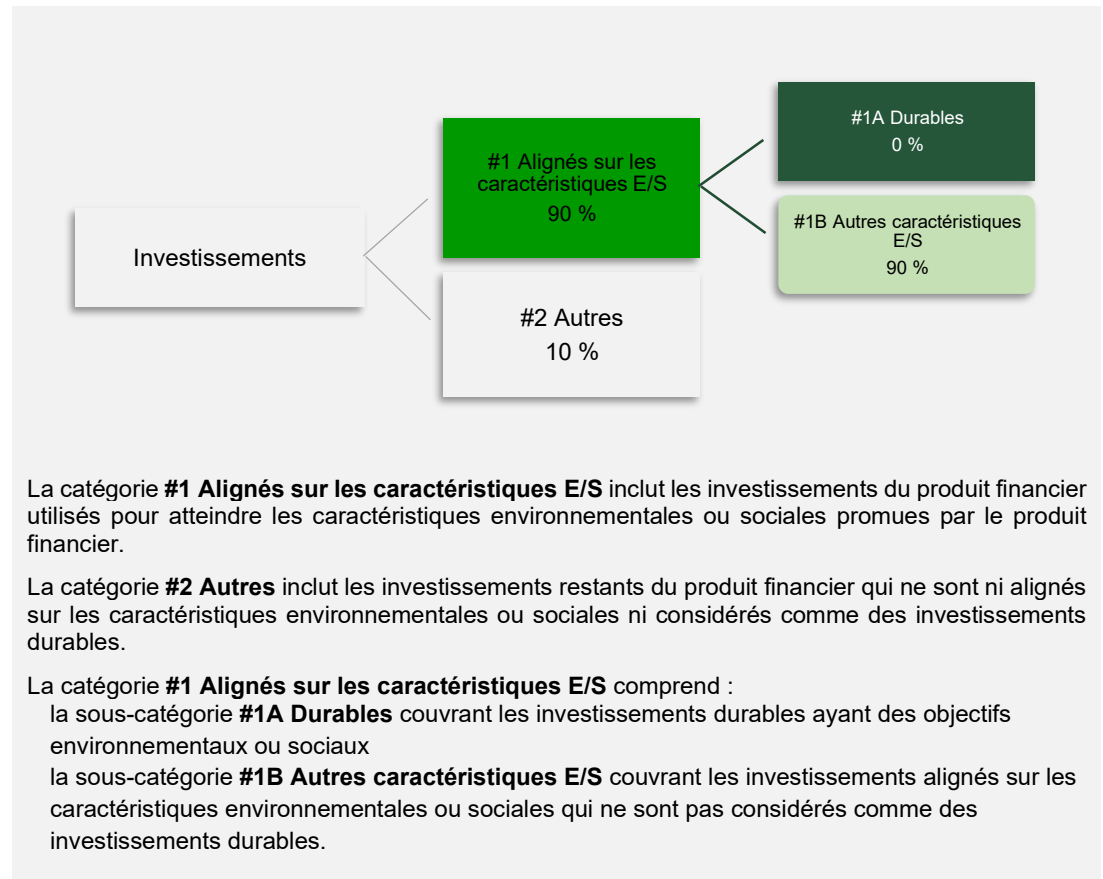 #1A Durables
0 %
#1 Alignés sur les
caractéristiques E/S
90 %
#1B Autres caractéristiques
E/S
90 %
Investissements
#2 Autres
10 %
La catégorie #1 Alignés sur les caractéristiques E/S inclut les investissements du produit financier
utilisés pour atteindre les caractéristiques environnementales ou sociales promues par le produit
financier.
La catégorie #2 Autres inclut les investissements restants du produit financier qui ne sont ni alignés
sur les caractéristiques environnementales ou sociales ni considérés comme des investissements
durables.
La catégorie #1 Alignés sur les caractéristiques E/S comprend :
la sous-catégorie #1A Durables couvrant les investissements durables ayant des objectifs
environnementaux ou sociaux
la sous-catégorie #1B Autres caractéristiques E/S couvrant les investissements alignés sur les
caractéristiques environnementales ou sociales qui ne sont pas considérés comme des
investissements durables.